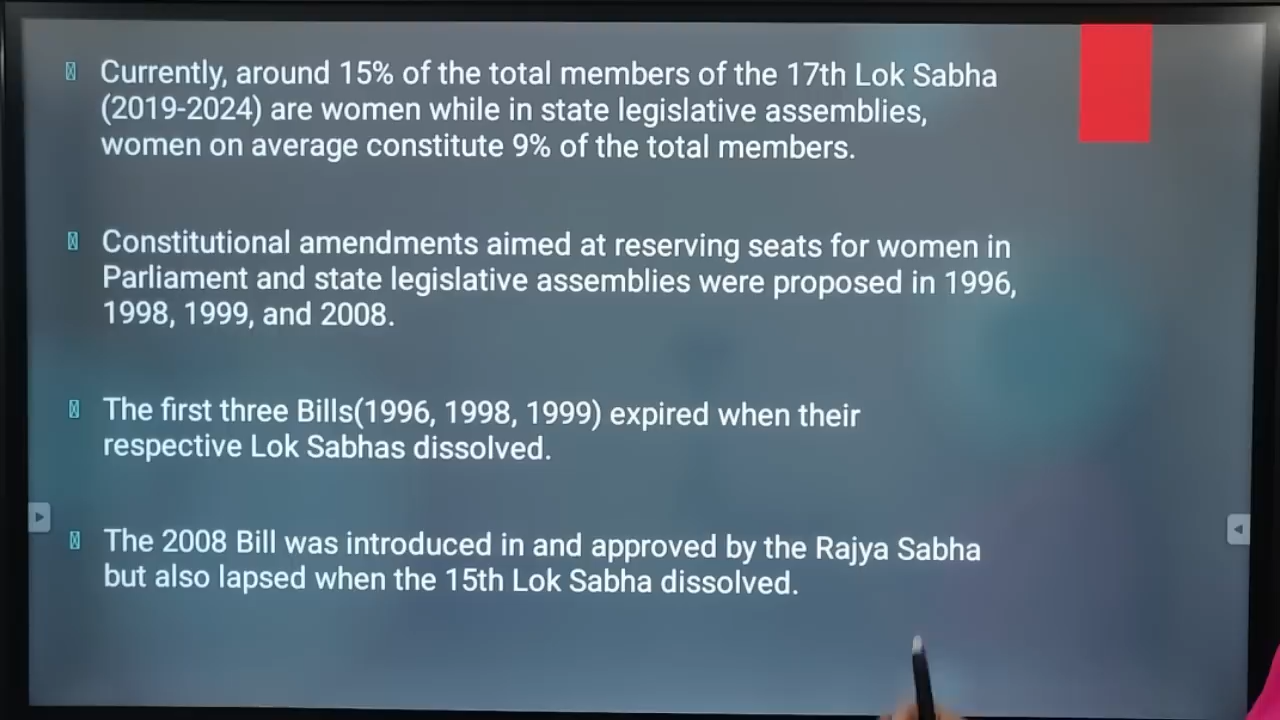 Currently, around 15% of the total members of the 17th Lok Sabha
(2019-2024) are women while in state legislative assemblies,
women on average constitute 9% of the total members.
Constitutional amendments aimed at reserving seats for women in
Parliament and state legislative assemblies were proposed in 1996,
1998, 1999, and 2008.
The first three Bills(1996, 1998, 1999) expired when their
respective Lok Sabhas dissolved.
The 2008 Bill was introduced in and approved by the Rajya Sabha
but also lapsed when the 15th Lok Sabha dissolved.